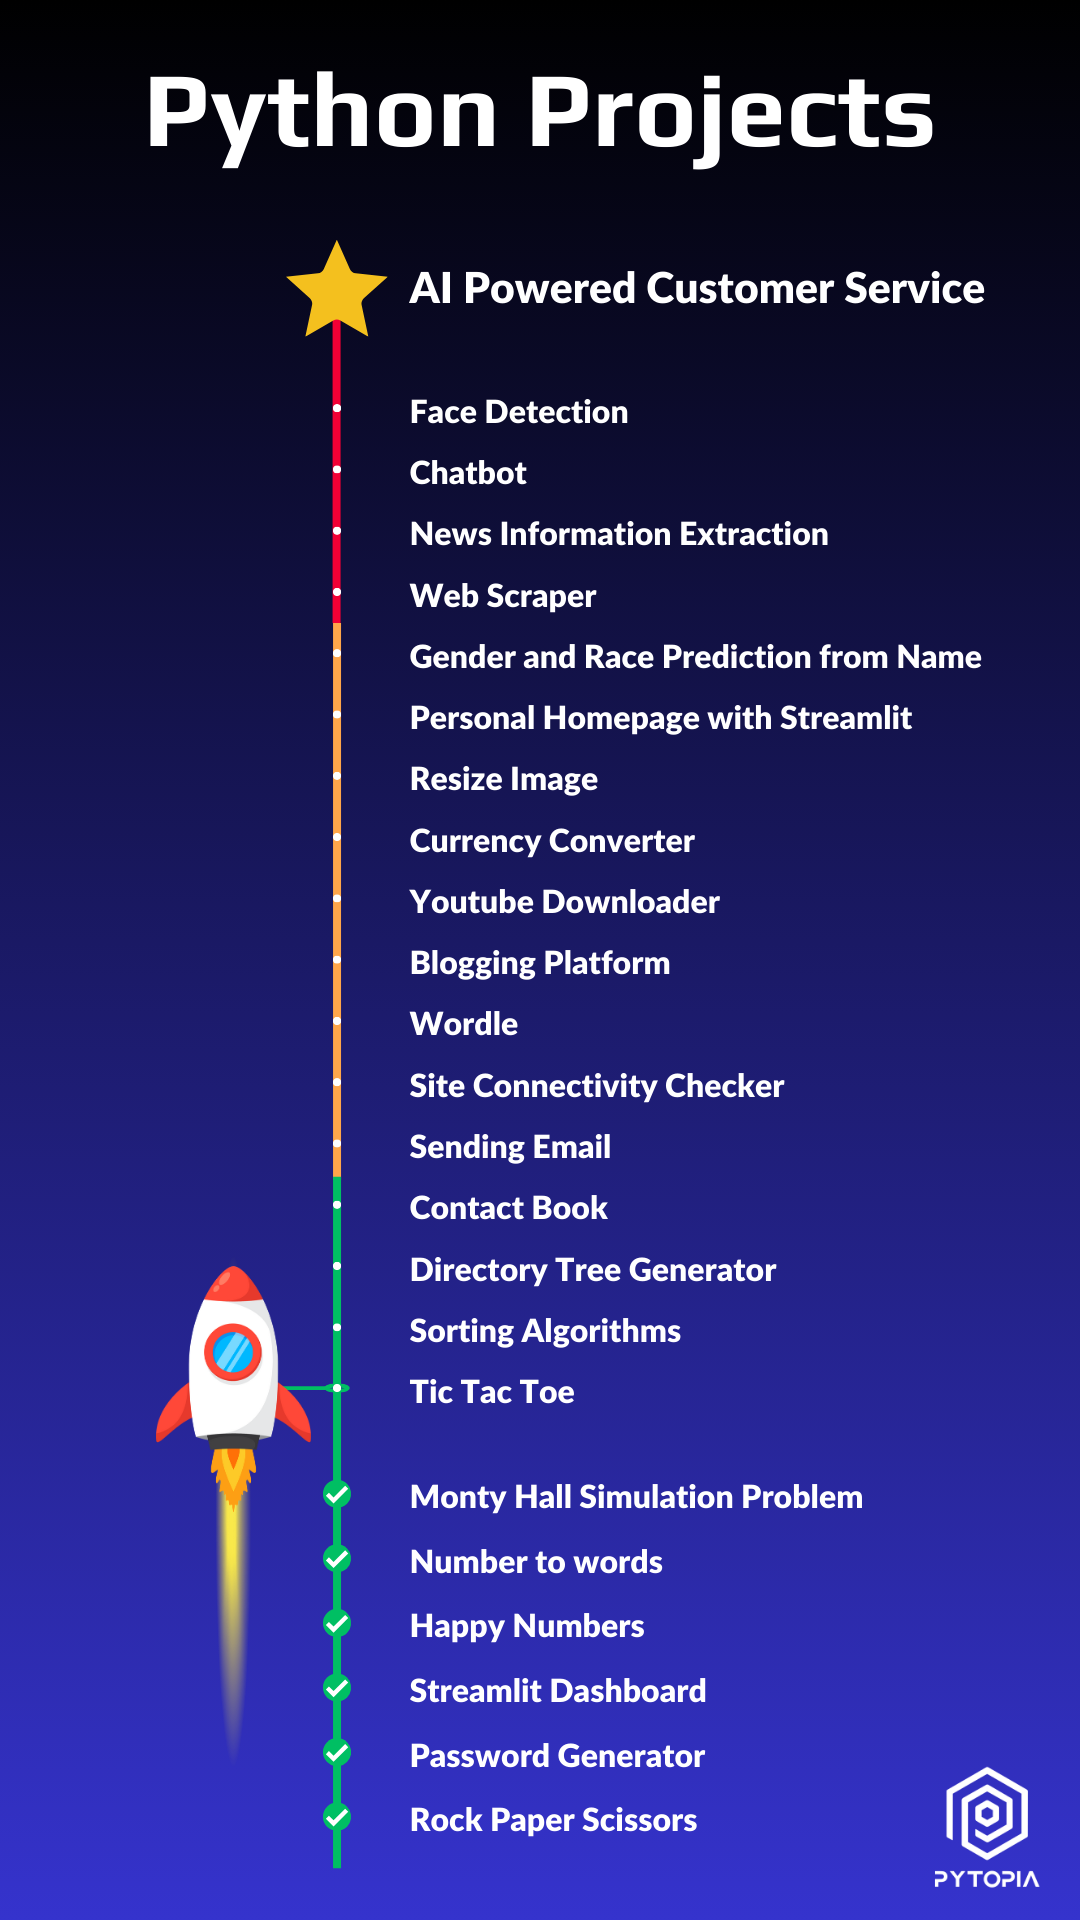 Python Projects
AI Powered Customer Service
Face Detection
Chatbot
News Information Extraction
Web Scraper
Gender and Race Prediction from Name
Personal Homepage with Streamlit
Resize Image
Currency Converter
Youtube Downloader
Blogging Platform
Wordle
Site Connectivity Checker
Sending Email
Contact Book
Directory Tree Generator
Sorting Algorithms
Tic Tac Toe
Monty Hall Simulation Problem
Number to words
Happy Numbers
Streamlit Dashboard
Password Generator
Rock Paper Scissors
PYTOPIA